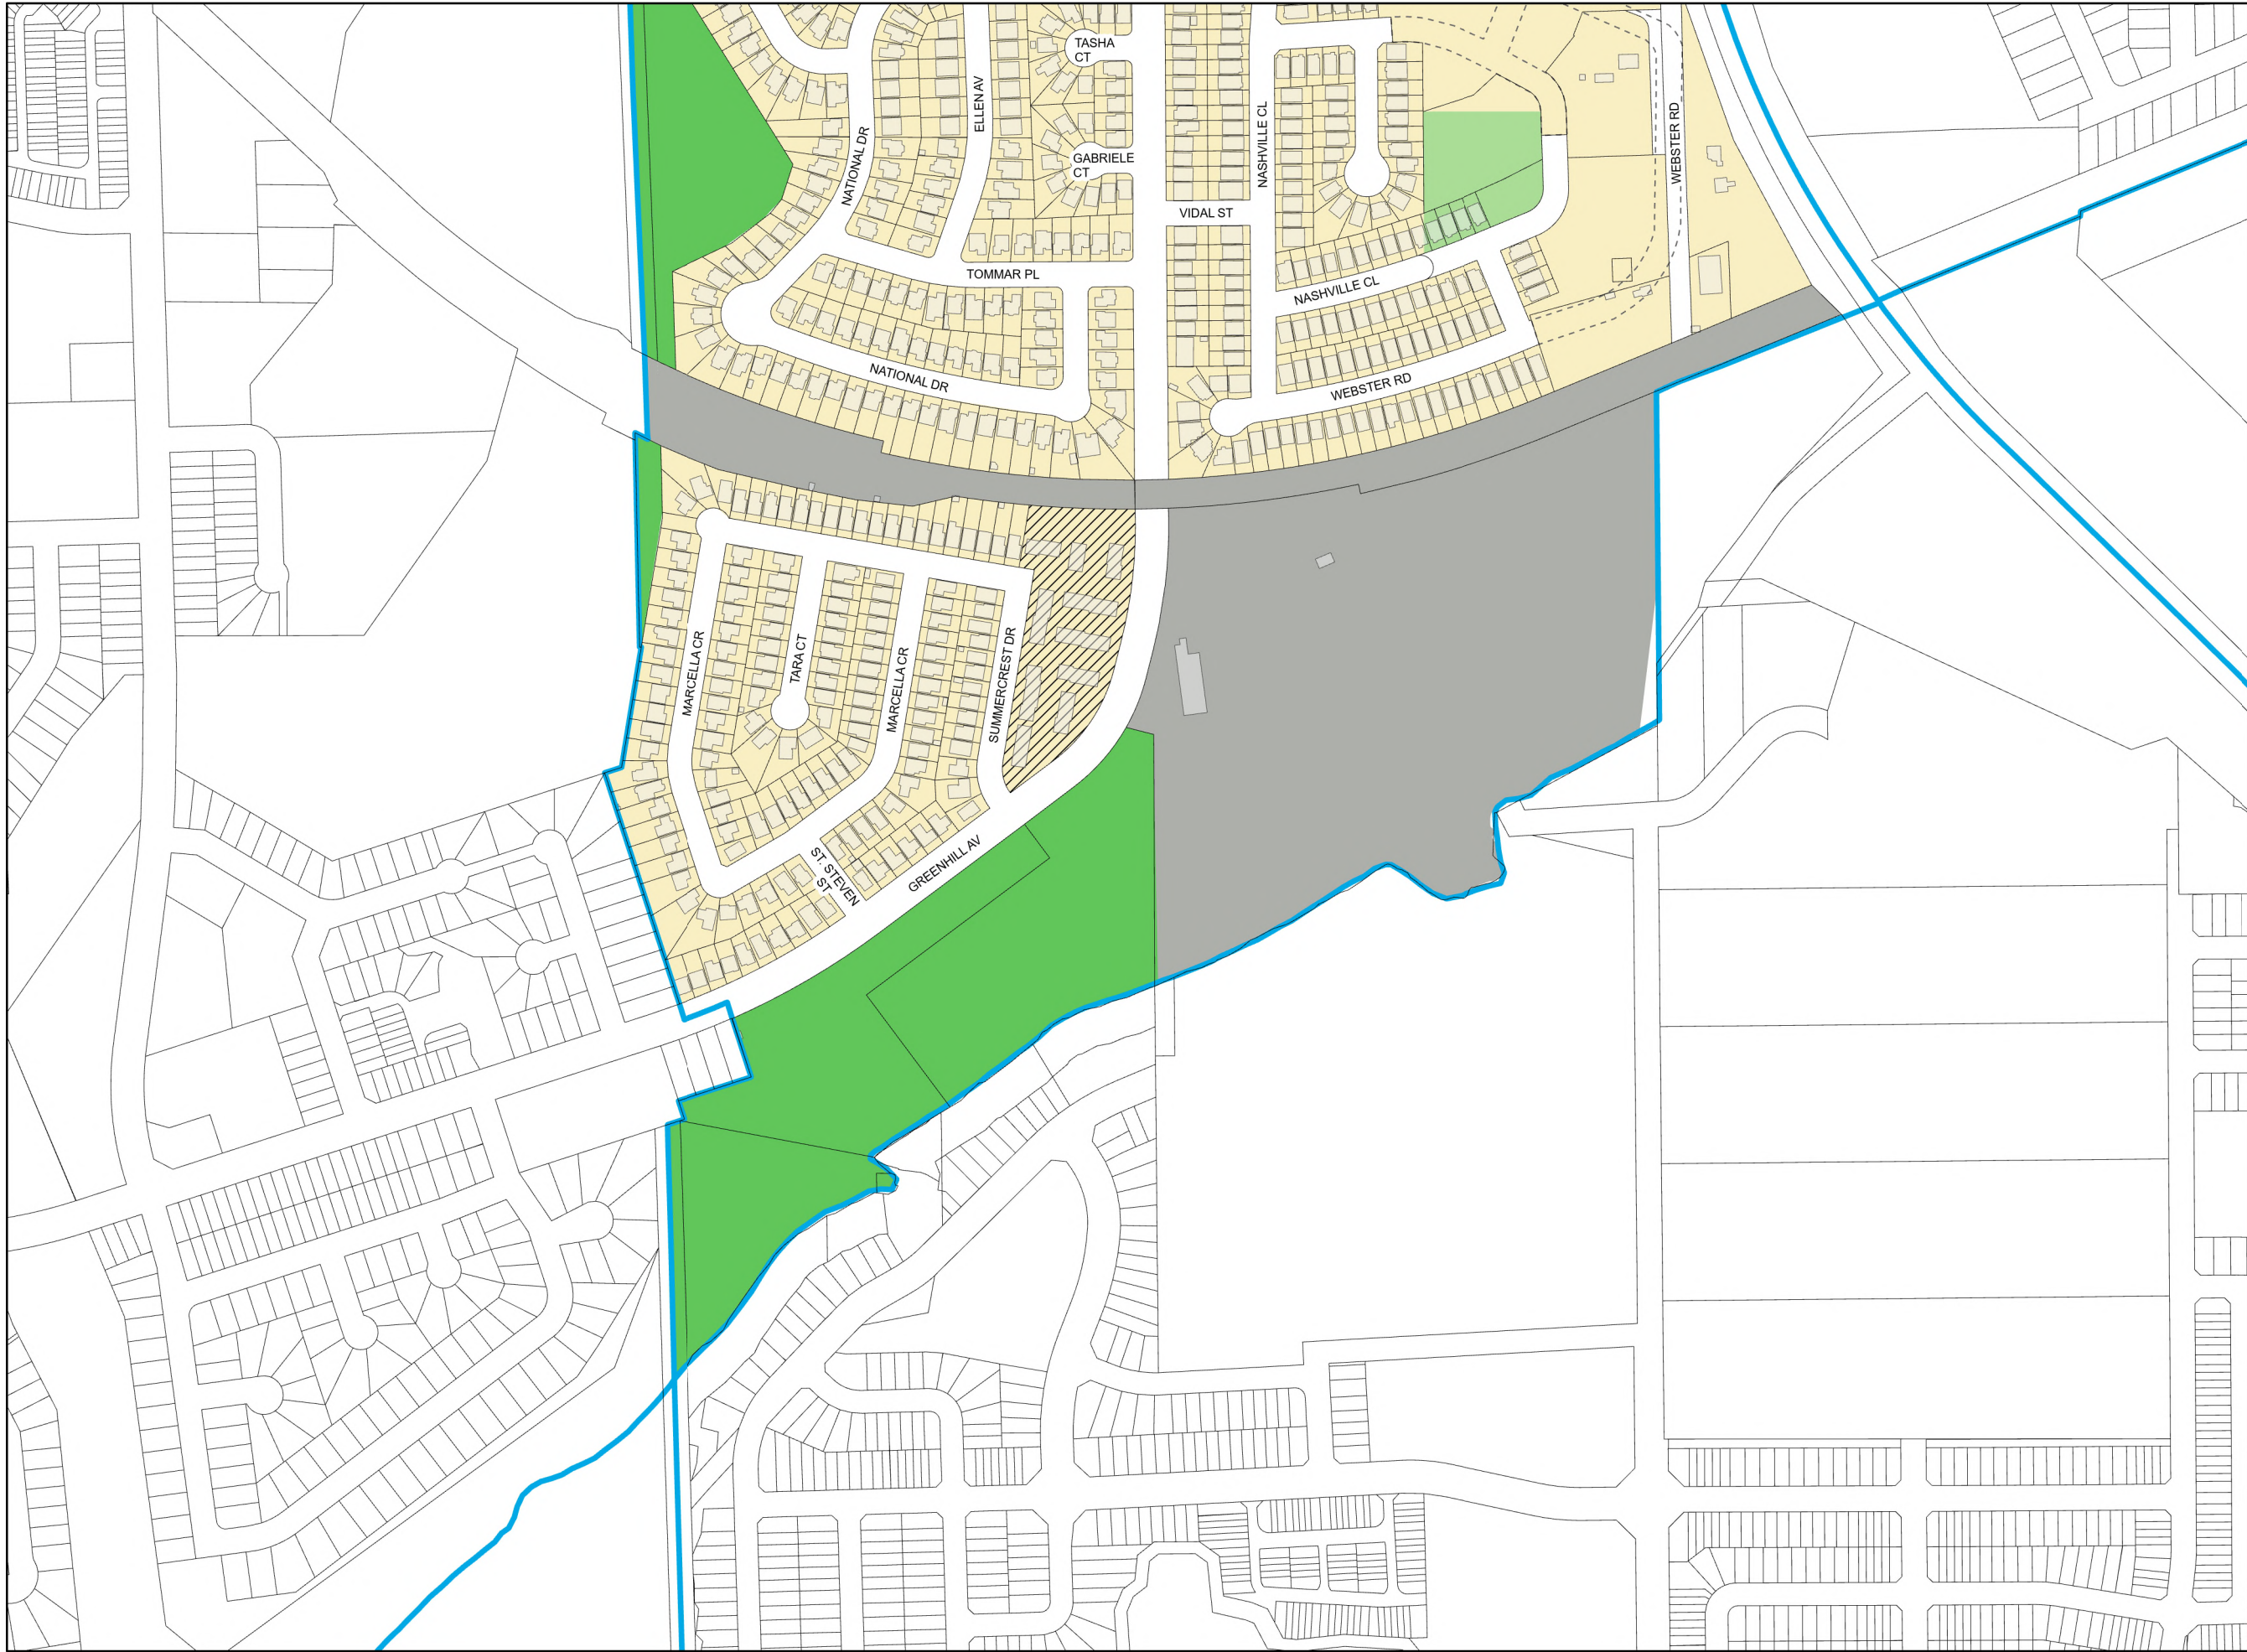 TASHA
CT
ELLEN AV
NATIONAL DR
GABRIELE
CT
NASHVILLE CL
WEBSTER RD
VIDAL ST
TOMMAR PL
NASHVILLE CL
NATIONAL DR
WEBSTER RD
MARCELLA CR
TARA CT
MARCELLA CR
SUMMERCREST DR
ST. STEVEN
ST
GREENHILL AV